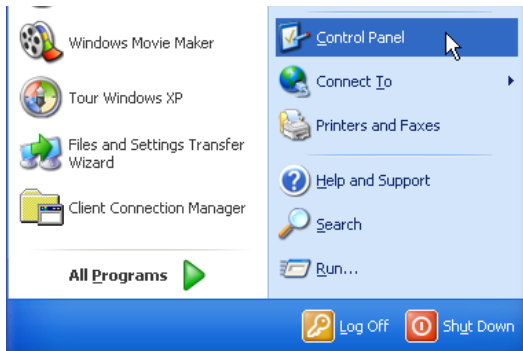 Windows Movie Maker
Tour Windows XP
Files and Settings Transfer
Wizard
Client Connection Manager
All Programs
Control Panel
Connect To
Printers and Faxes
Help and Support
Search
Run...
Log Off
Shut Down